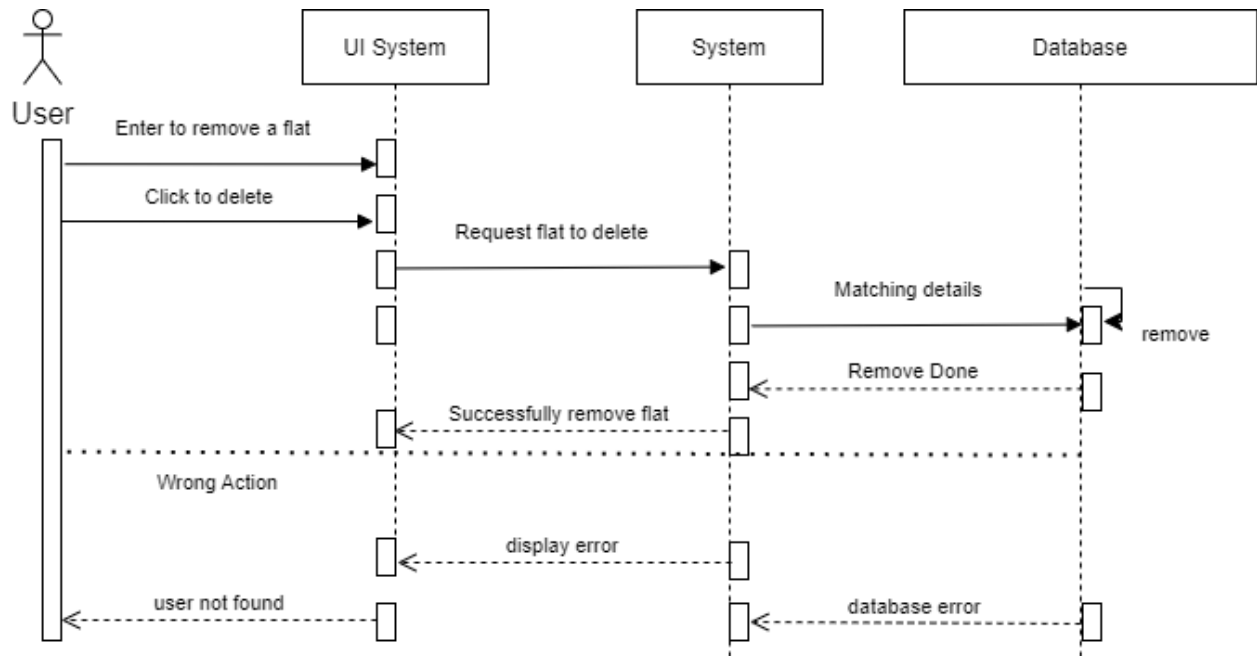 UI System
System
Database
User
Enter to remove a flat
Click to delete
Request flat to delete
Matching details
remove
Remove Done
Successfully remove flat
Wrong Action
display error
user not found
database error